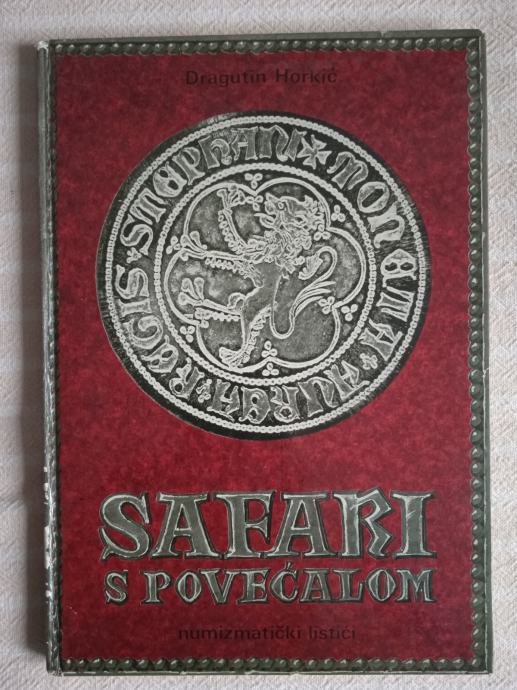 Dragutin Horkić
✠ MONETA ✠ AUREA ✠ REGIS ✠ STEPHANI
SAFARI
S POVEĆALOM
numizmatički listići